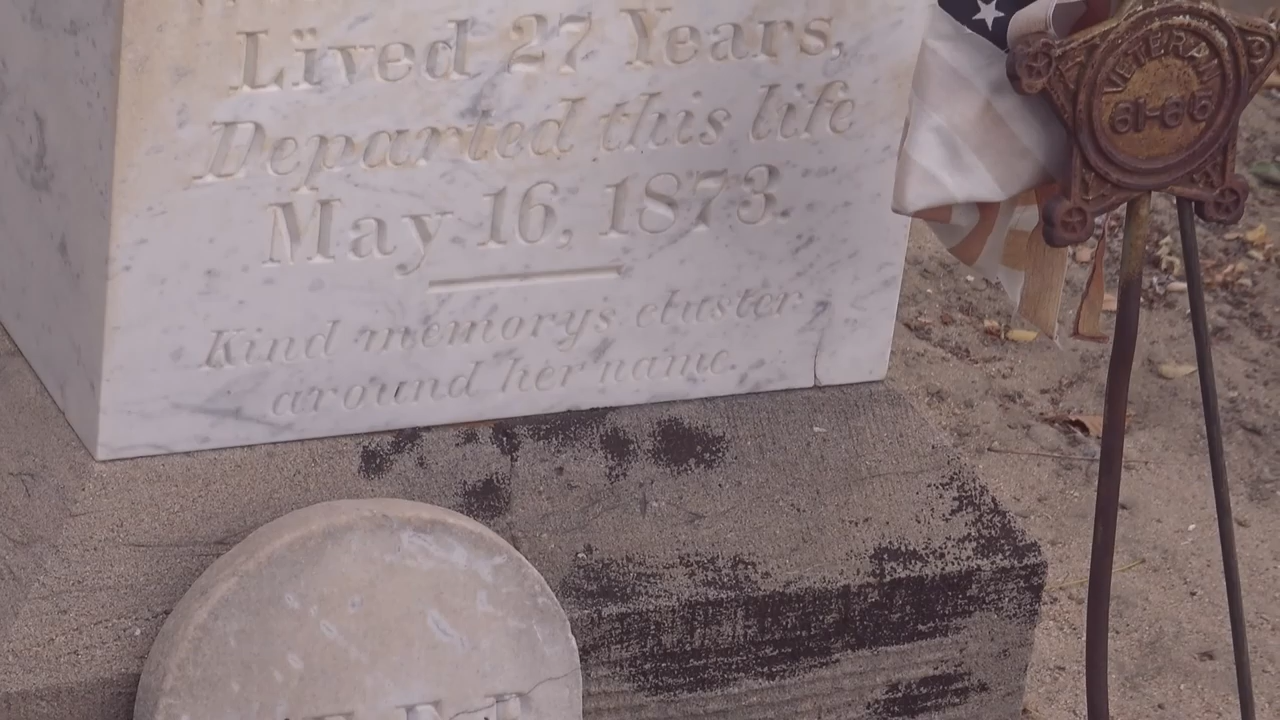 Lived 27 Years,
Departed this life
May 16, 1873
Kind memorys cluster
around her name.
VETERAN
61-65